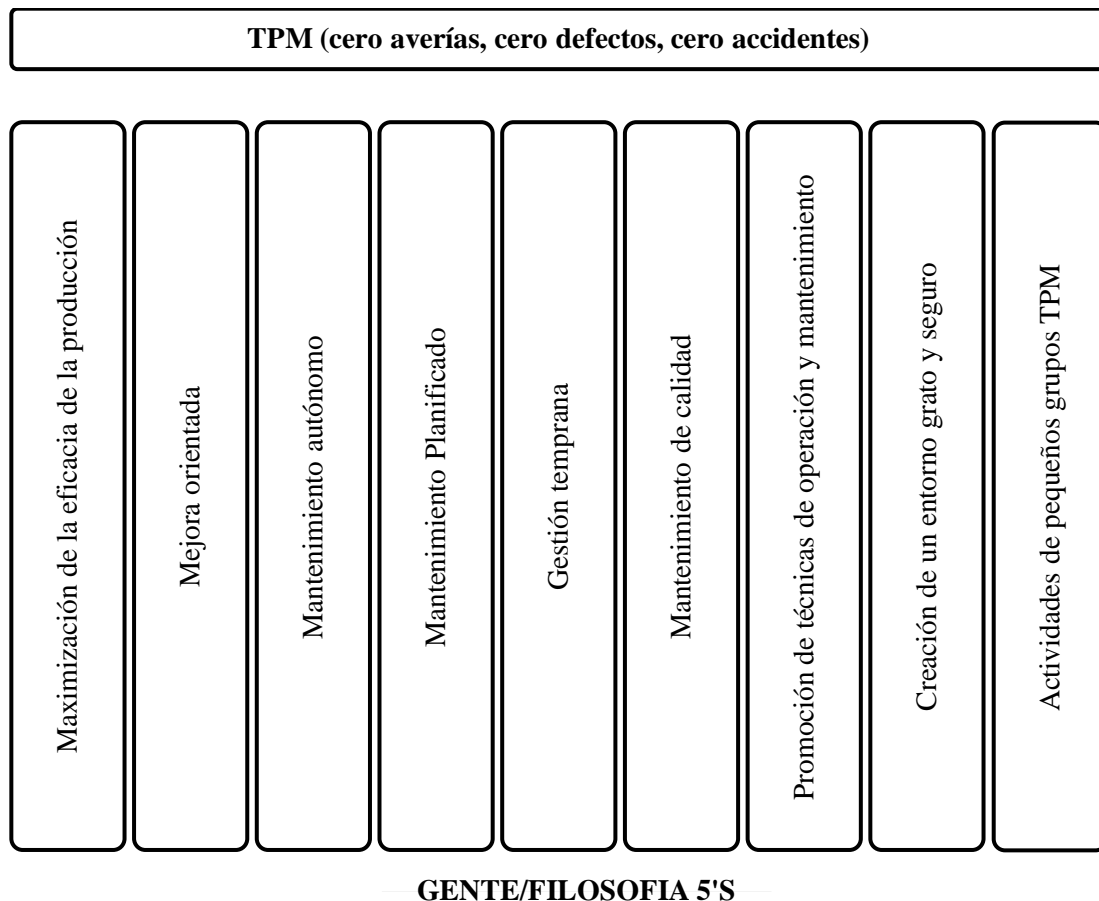 TPM (cero averías, cero defectos, cero accidentes)
Maximización de la eficacia de la producción
Mejora orientada
Mantenimiento autónomo
Mantenimiento Planificado
Gestión temprana
Mantenimiento de calidad
Promoción de técnicas de operación y mantenimiento
Creación de un entorno grato y seguro
Actividades de pequeños grupos TPM
GENTE/FILOSOFIA 5'S